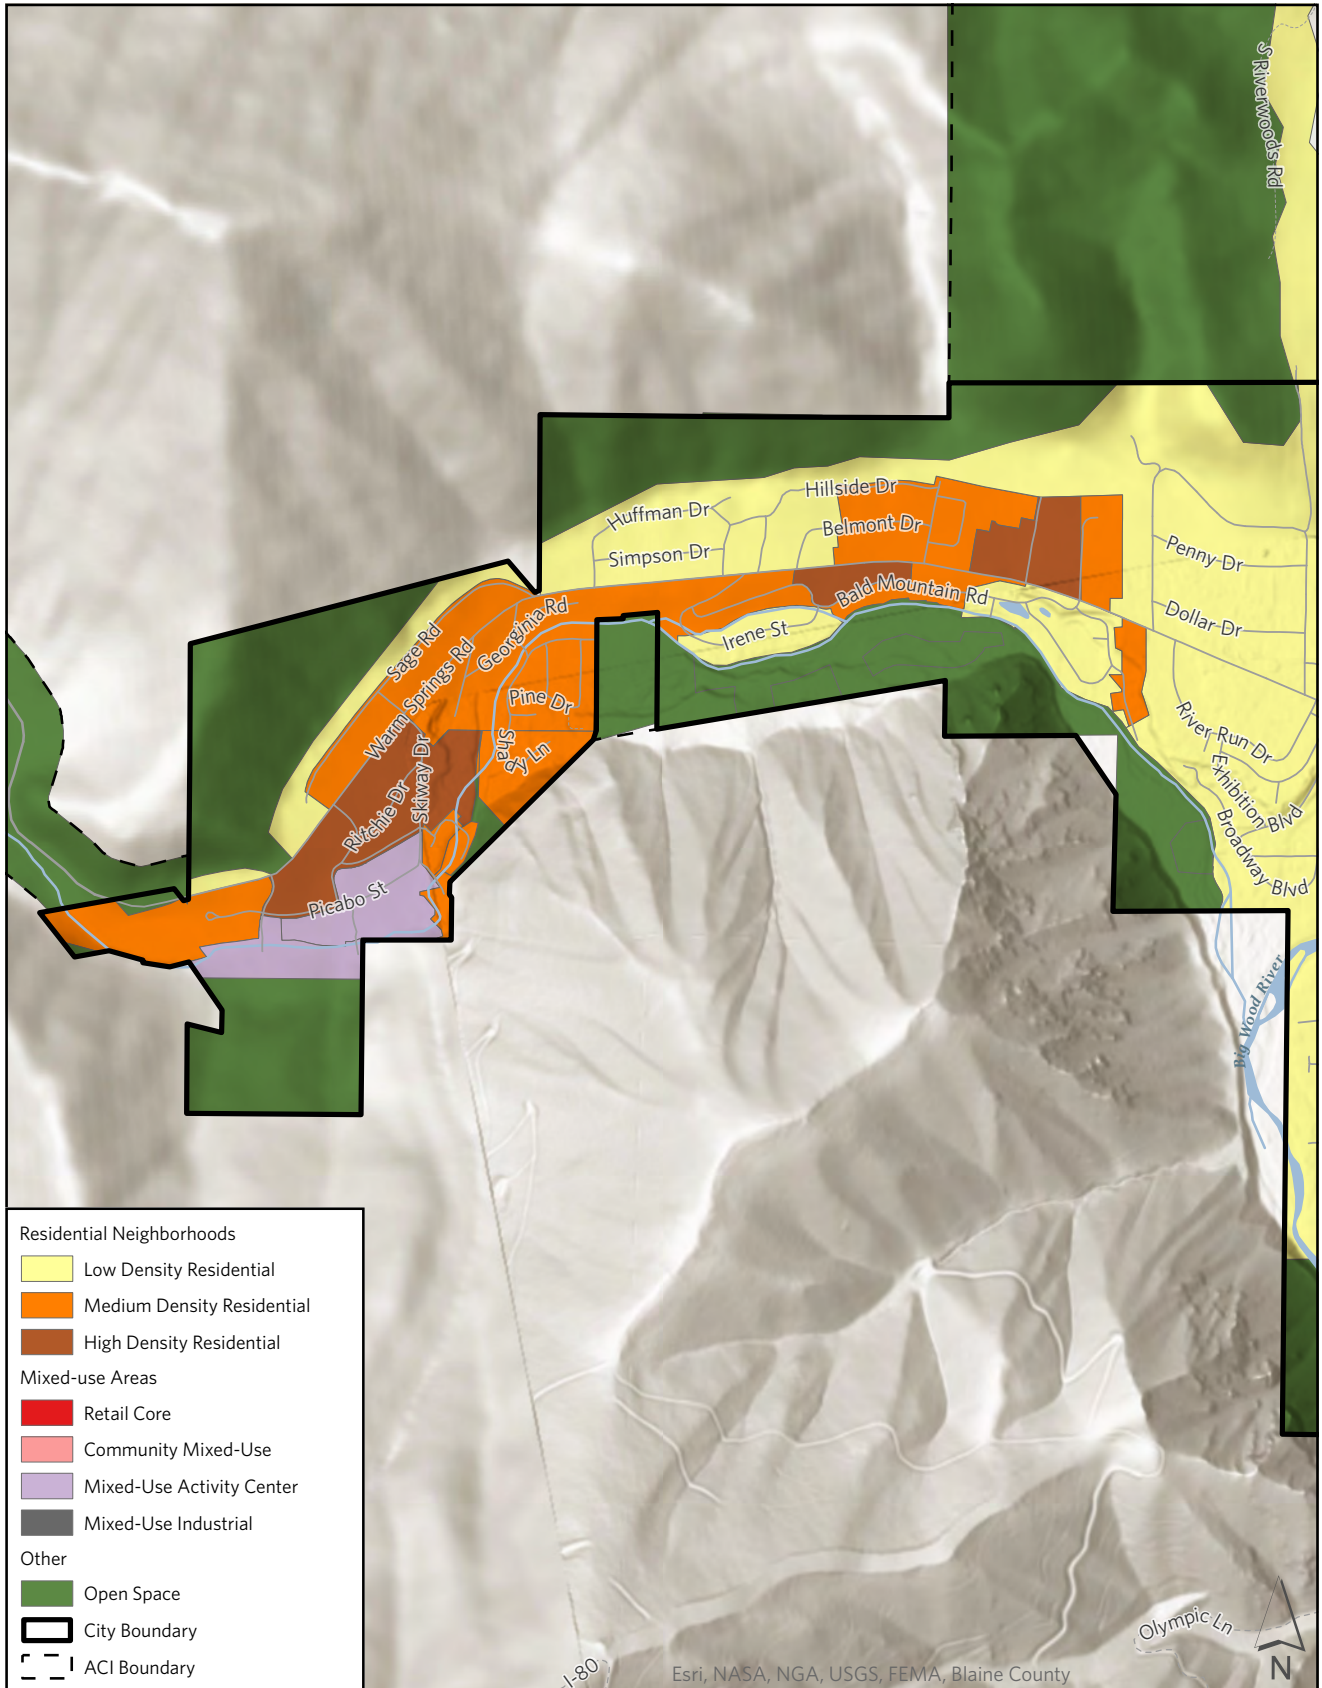 S Riverwoods Rd
Hillside Dr
Huffman Dr
Belmont Dr
Simpson Dr
Penny Dr
Bald Mountain Rd
Georginia Rd
Dollar Dr
Irene St
Sage Rd
Warm Springs Rd
Pine Dr
Shady Ln
River Run Dr
Skiway Dr
Exhibition Blvd
Ritchie Dr
Broadway Blvd
Picabo St
Big Wood River
Residential Neighborhoods
Low Density Residential
Medium Density Residential
High Density Residential
Mixed-use Areas
Retail Core
Community Mixed-Use
Mixed-Use Activity Center
Mixed-Use Industrial
Other
Open Space
City Boundary
ACI Boundary
Olympic Ln
I-80
Esri, NASA, NGA, USGS, FEMA, Blaine County
N